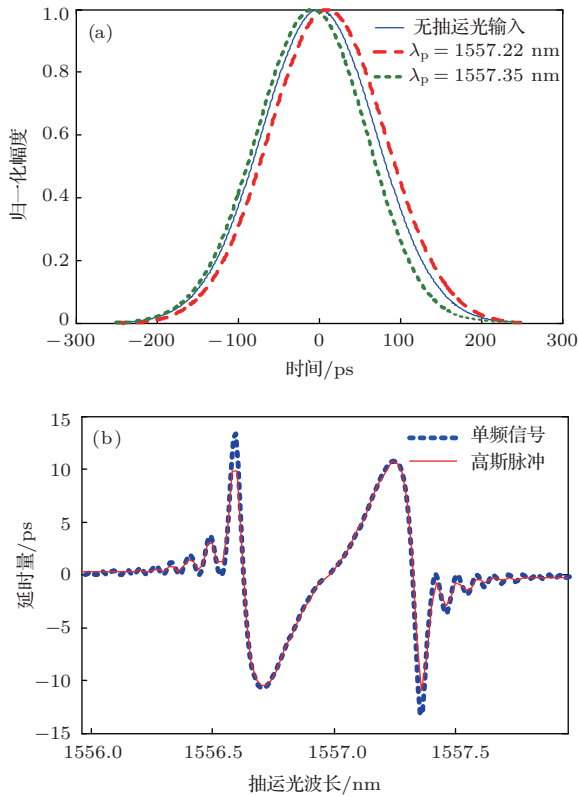 (a)
无抽运光输入
λp = 1557.22 nm
λp = 1557.35 nm
1.0
0.8
0.6
0.4
0.2
0
归一化幅度
−300 −200 −100 0 100 200 300
时间/ps
(b)
单频信号
高斯脉冲
15
10
5
0
−5
−10
−15
延时量/ps
1556.0 1556.5 1557.0 1557.5
抽运光波长/nm